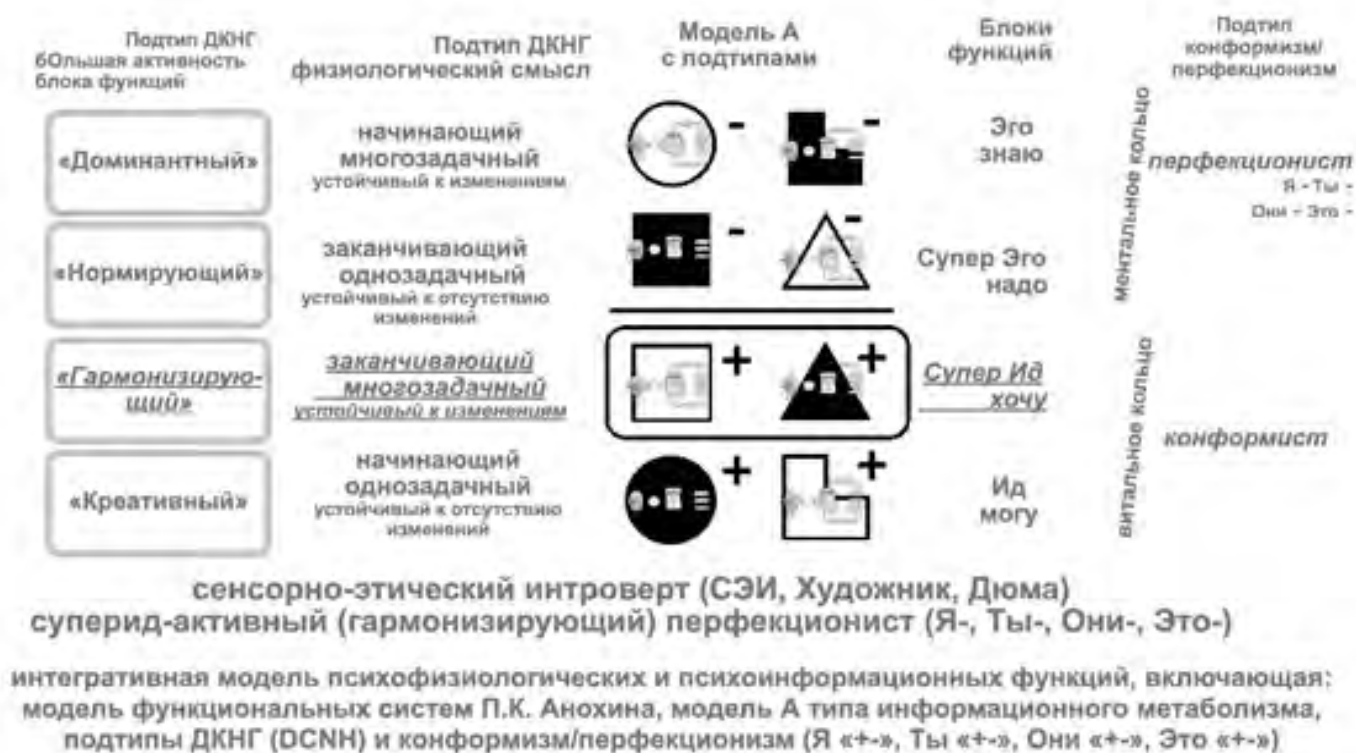 Подтип ДКНГ
бОльшая активность
блока функций
Подтип ДКНГ
физиологический смысл
Модель А
с подтипами
Блоки
функций
Подтип
конформизм/
перфекционизм
«Доминантный»
начинающий
многозадачный
устойчивый к изменениям
- -
Эго
знаю
ментальное кольцо
перфекционист
Я - Ты -
Они - Это -
«Нормирующий»
заканчивающий
однозадачный
устойчивый к отсутствию
изменений
- -
Супер Эго
надо
«Гармонизирую-
щий»
заканчивающий
многозадачный
устойчивый к изменениям
+ +
Супер Ид
хочу
витальное кольцо
конформист
«Креативный»
начинающий
однозадачный
устойчивый к отсутствию
изменений
+ +
Ид
могу
сенсорно-этический интроверт (СЭИ, Художник, Дюма)
суперид-активный (гармонизирующий) перфекционист (Я-, Ты-, Они-, Это-)
интегративная модель психофизиологических и психоинформационных функций, включающая:
модель функциональных систем П.К. Анохина, модель А типа информационного метаболизма,
подтипы ДКНГ (DCNH) и конформизм/перфекционизм (Я «+-», Ты «+-», Они «+-», Это «+-»)